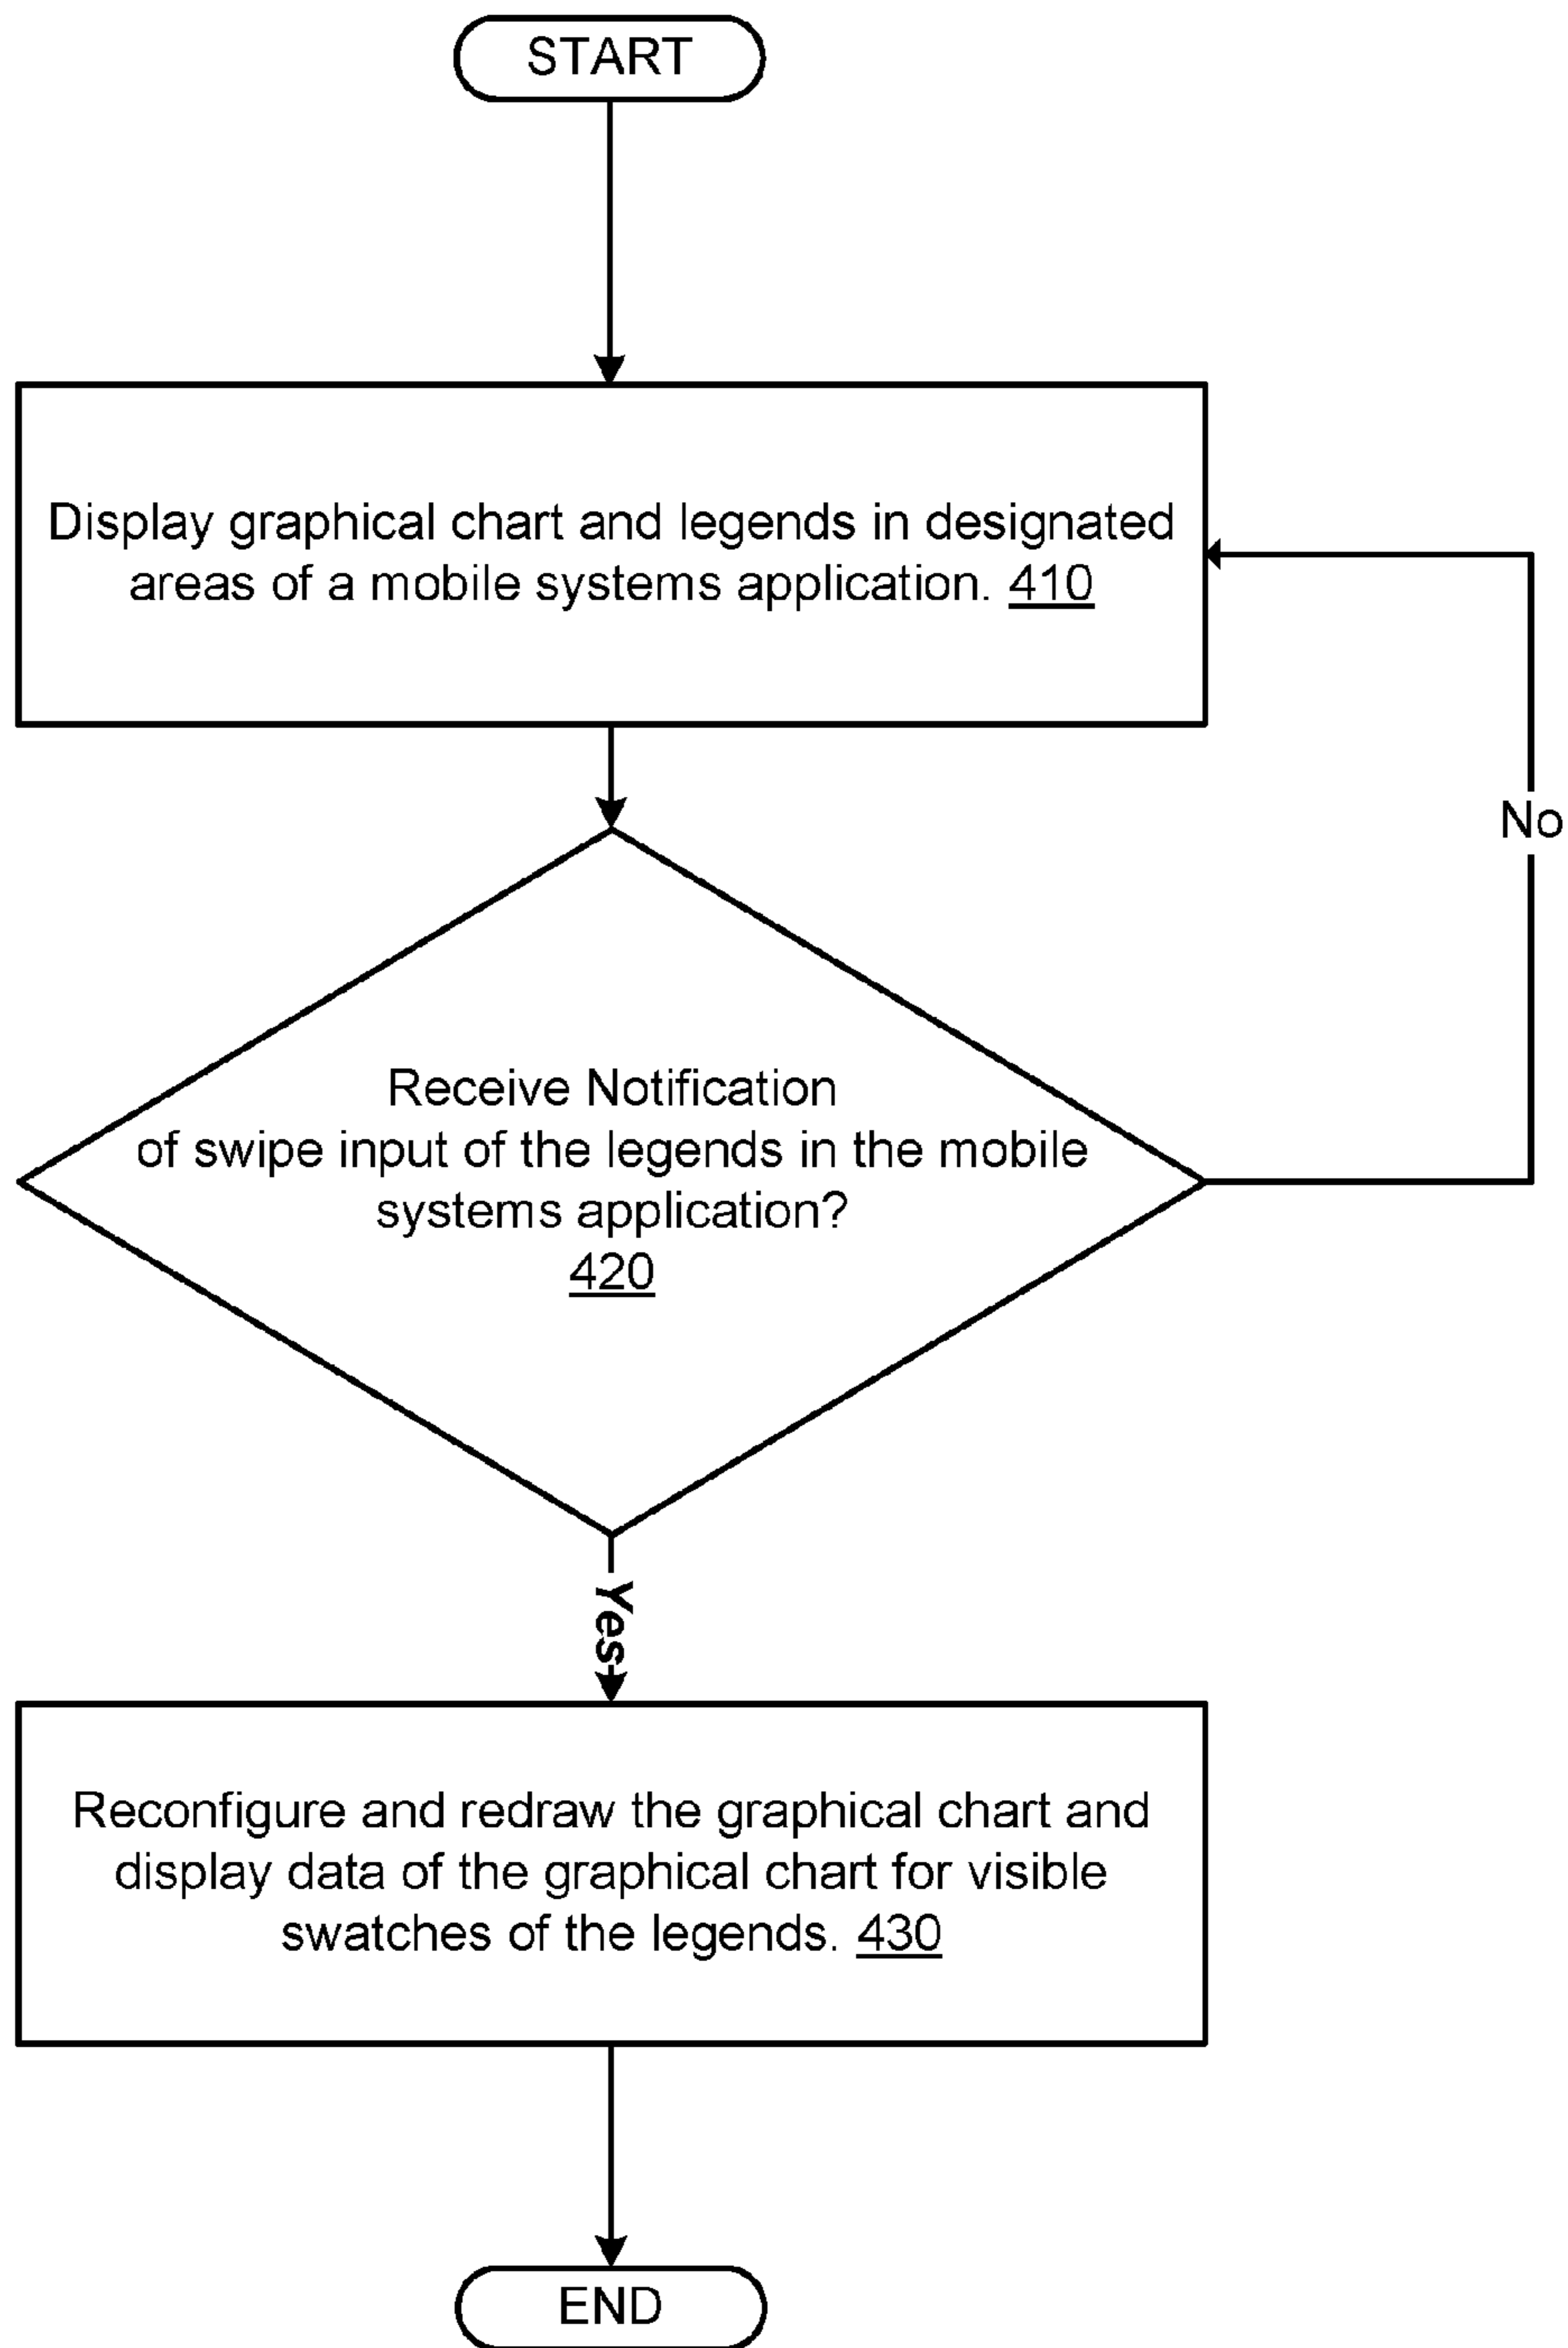 START
Display graphical chart and legends in designated
areas of a mobile systems application. 410
No
Receive Notification
of swipe input of the legends in the mobile
systems application?
420
Yes
Reconfigure and redraw the graphical chart and
display data of the graphical chart for visible
swatches of the legends. 430
END